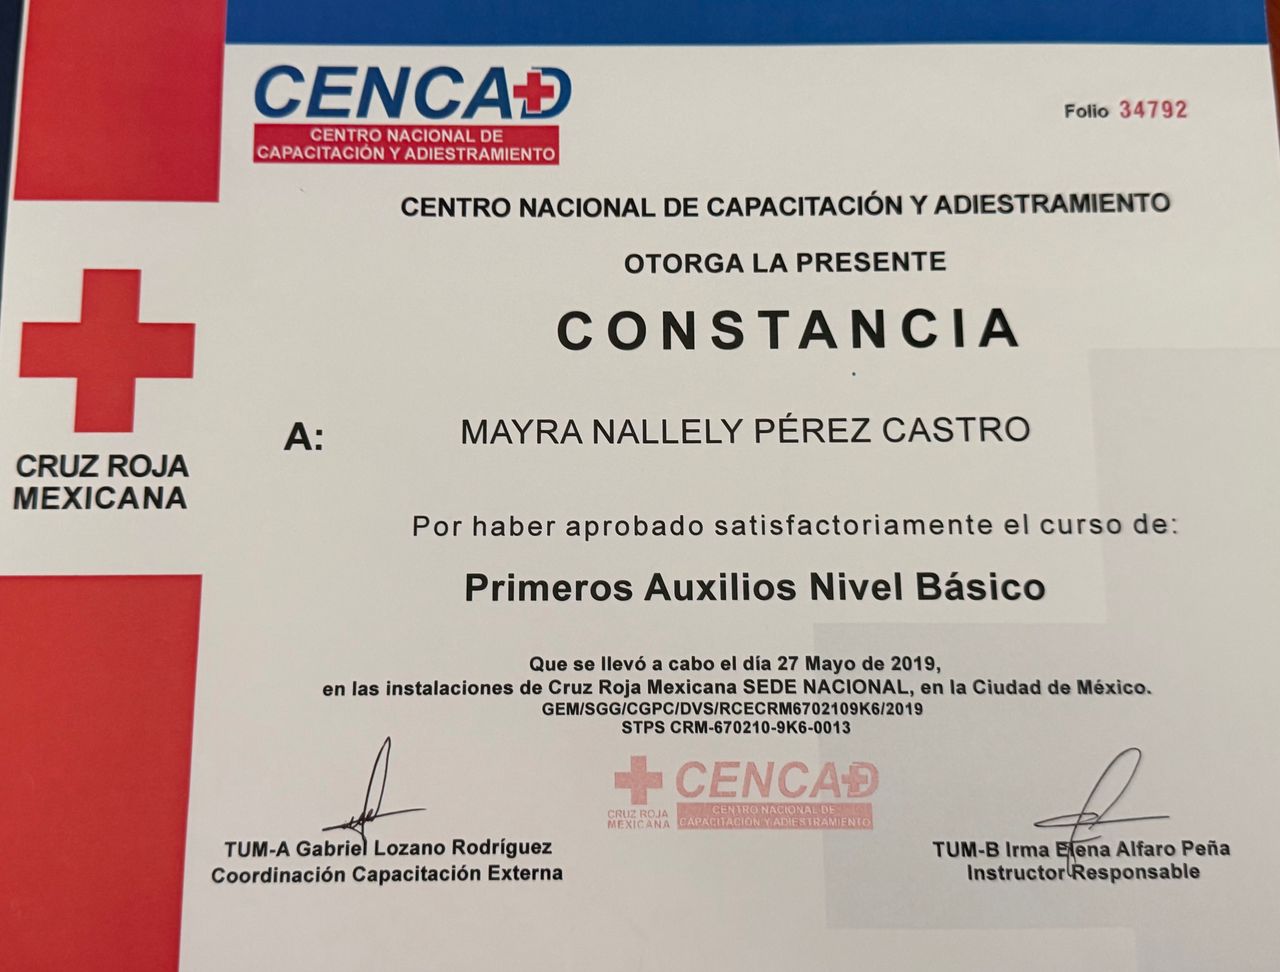 CENCAD
CENTRO NACIONAL DE
CAPACITACIÓN Y ADIESTRAMIENTO
Folio 34792
CENTRO NACIONAL DE CAPACITACIÓN Y ADIESTRAMIENTO
OTORGA LA PRESENTE
CONSTANCIA
A: MAYRA NALLELY PÉREZ CASTRO
CRUZ ROJA
MEXICANA
Por haber aprobado satisfactoriamente el curso de:
Primeros Auxilios Nivel Básico
Que se llevó a cabo el día 27 Mayo de 2019,
en las instalaciones de Cruz Roja Mexicana SEDE NACIONAL, en la Ciudad de México.
GEM/SGG/CGPC/DVS/RCECRM6702109K6/2019
STPS CRM-670210-9K6-0013
CRUZ ROJA
MEXICANA
CENCAD
CENTRO NACIONAL DE
CAPACITACIÓN Y ADIESTRAMIENTO
TUM-A Gabriel Lozano Rodríguez
Coordinación Capacitación Externa
TUM-B Irma Elena Alfaro Peña
Instructor Responsable